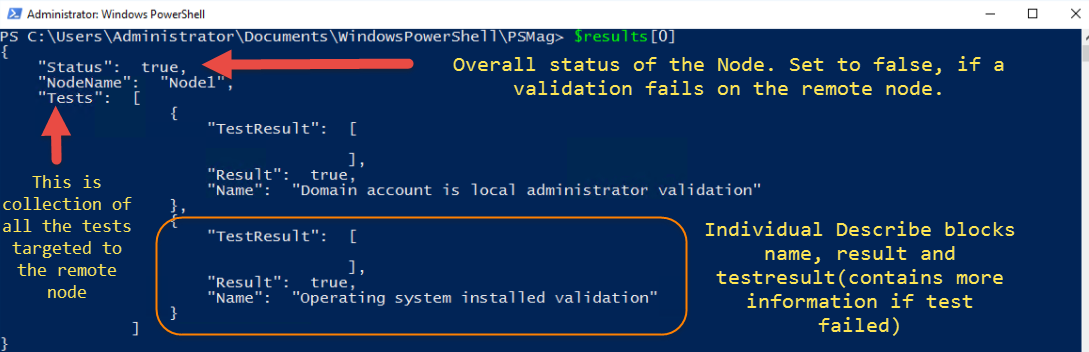 Administrator: Windows PowerShell
PS C:\Users\Administrator\Documents\WindowsPowerShell\PSMag> $results[0]
{
"Status":  true,
"NodeName":  "Node1",
"Tests":  [
{
"TestResult":  [
],
"Result":  true,
"Name":  "Domain account is local administrator validation"
},
{
"TestResult":  [
],
"Result":  true,
"Name":  "Operating system installed validation"
}
]
}
Overall status of the Node. Set to false, if a
validation fails on the remote node.
This is
collection of
all the tests
targeted to
the remote
node
Individual Describe blocks
name, result and
testresult(contains more
information if test
failed)